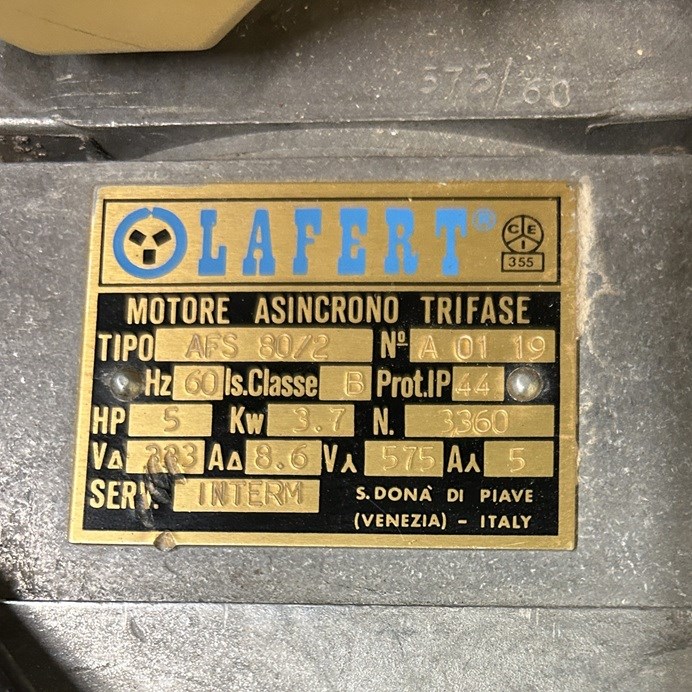 575/60
LAFERT®
CEI
355
MOTORE ASINCRONO TRIFASE
TIPO AFS 80/2 Nº A 01 19
Hz 60 Is.Classe B Prot.IP 44
HP 5 Kw 3.7 N. 3360
VΔ 333 AΔ 8.6 V⅄ 575 A⅄ 5
SERV. INTERM S.DONÀ DI PIAVE
(VENEZIA) - ITALY